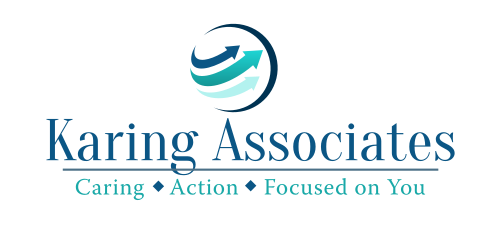 Karing Associates
Caring ◆ Action ◆ Focused on You